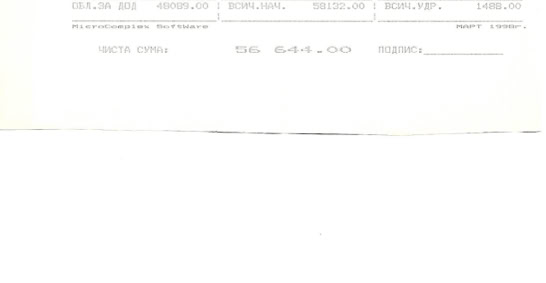 ОБЛ.ЗА ДОД 48089.00 | ВСИЧ.НАЧ. 58132.00 | ВСИЧ.УДР. 1488.00
MicroComplex SoftWare МАРТ 1998г.
ЧИСТА СУМА: 56 644.00 ПОДПИС:______________